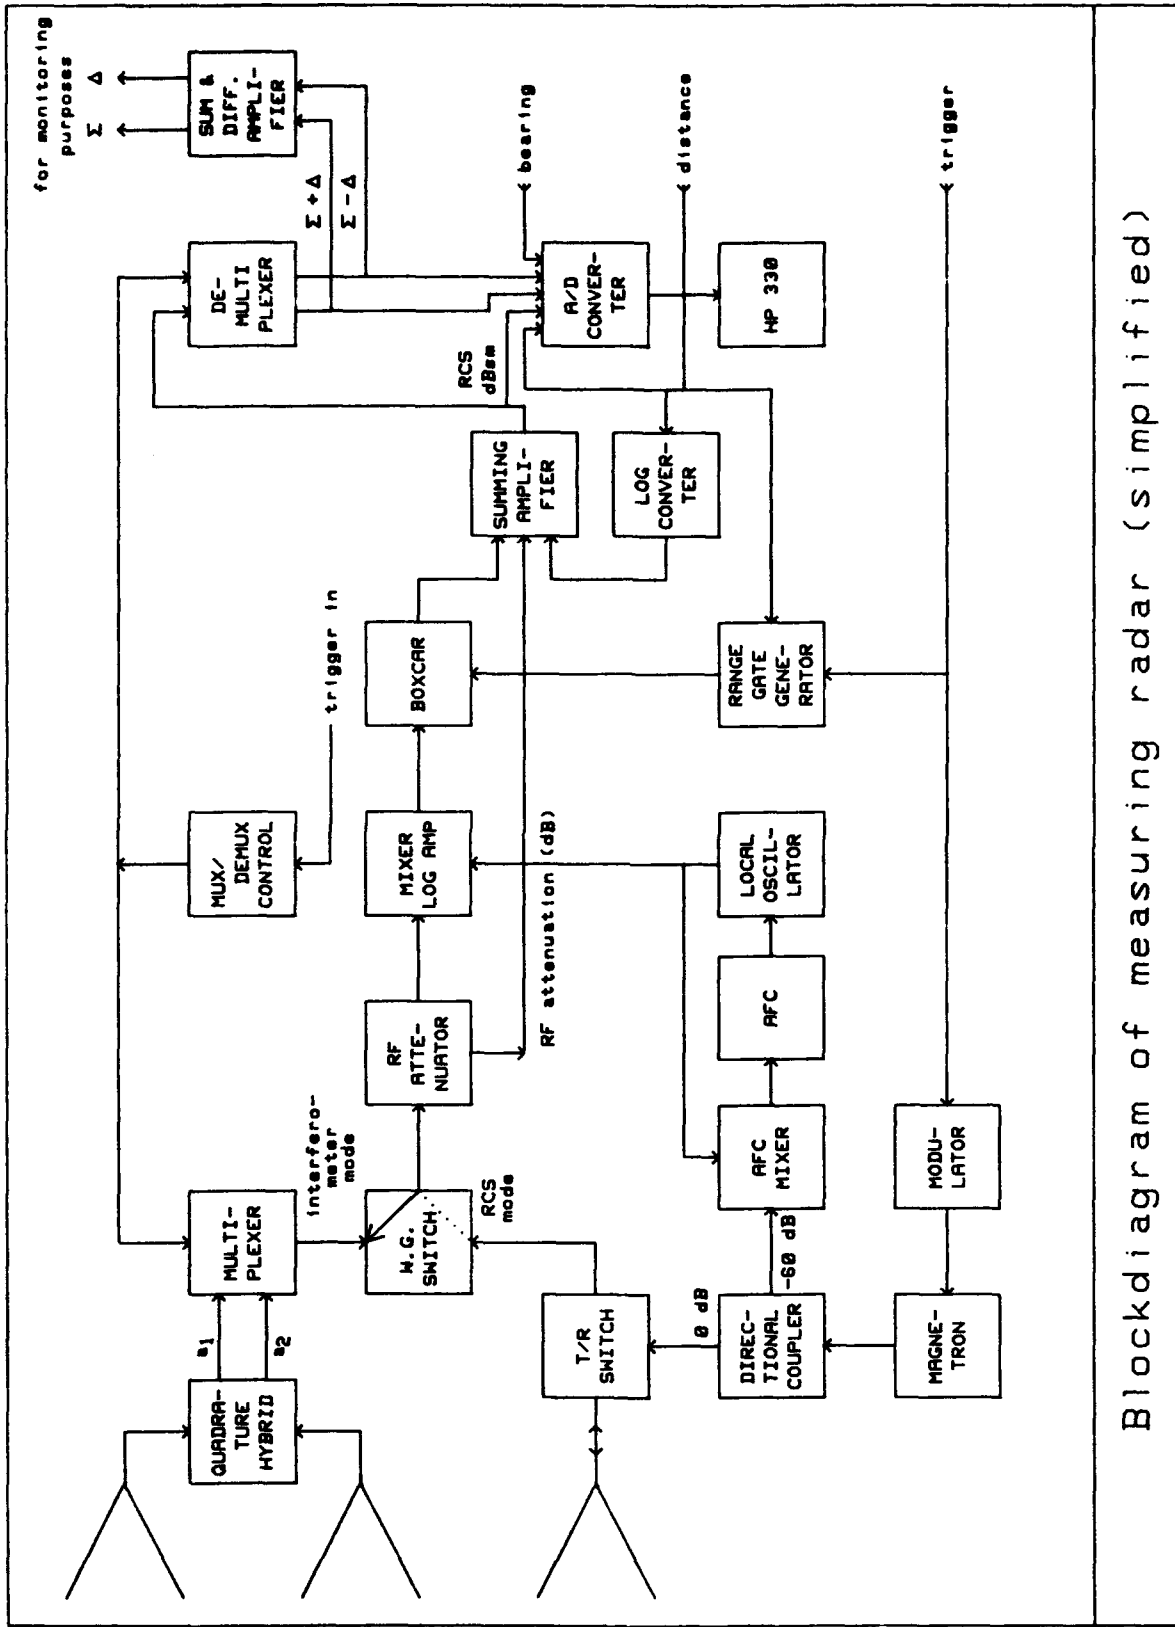 for monitoring
purposes
Σ Δ
SUM &
DIFF.
AMPLI-
FIER
Σ + Δ
Σ - Δ
QUADRA-
TURE
HYBRID
a1
a2
MULTI-
PLEXER
MUX/
DEMUX
CONTROL
trigger in
DE-
MULTI
PLEXER
interfero-
meter
mode
W.G.
SWITCH
RCS
mode
RF
ATTE-
NUATOR
RF attenuation (dB)
MIXER
LOG AMP
BOXCAR
SUMMING
AMPLI-
FIER
RCS
dBsm
bearing
A/D
CONVER-
TER
T/R
SWITCH
LOG
CONVER-
TER
distance
0 dB
DIREC-
TIONAL
COUPLER
-60 dB
AFC
MIXER
AFC
LOCAL
OSCIL-
LATOR
RANGE
GATE
GENE-
RATOR
HP 330
MAGNE-
TRON
MODU-
LATOR
trigger
Blockdiagram of measuring radar (simplified)